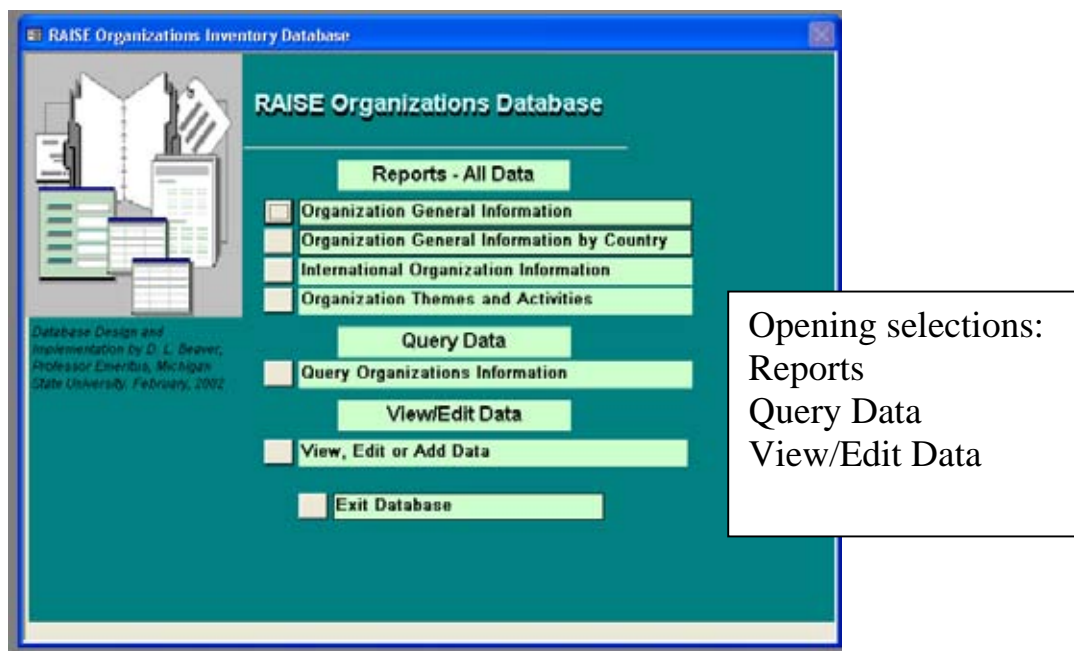 RAISE Organizations Inventory Database
RAISE Organizations Database
Reports - All Data
Organization General Information
Organization General Information by Country
International Organization Information
Organization Themes and Activities
Database Design and
Implementation by D. L. Beaver,
Professor Emeritus, Michigan
State University. February, 2002
Query Data
Query Organizations Information
View/Edit Data
View, Edit or Add Data
Exit Database
Opening selections:
Reports
Query Data
View/Edit Data